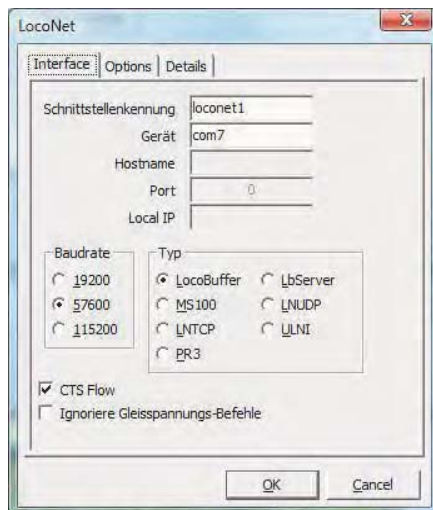 LocoNet
Interface Options Details
Schnittstellenkennung loconet1
Gerät com7
Hostname
Port 0
Local IP
Baudrate
19200
57600
115200
Typ
LocoBuffer LbServer
MS100 LNUDP
LNTCP ULNI
PR3
CTS Flow
Ignoriere Gleisspannungs-Befehle
OK Cancel